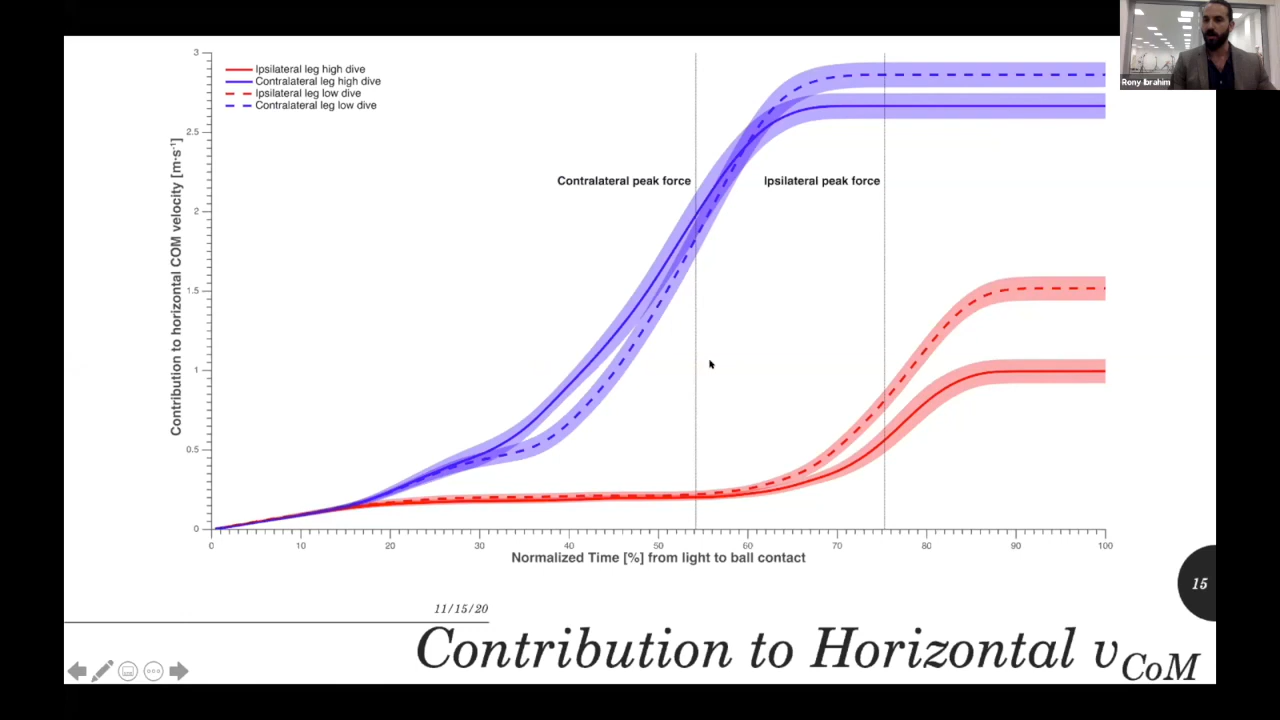 Rony Ibrahim
Ipsilateral leg high dive
Contralateral leg high dive
Ipsilateral leg low dive
Contralateral leg low dive
Contribution to horizontal COM velocity [m·s⁻¹]
3
2.5
2
1.5
1
0.5
0
Contralateral peak force
Ipsilateral peak force
0 10 20 30 40 50 60 70 80 90 100
Normalized Time [%] from light to ball contact
15
11/15/20
Contribution to Horizontal vCoM